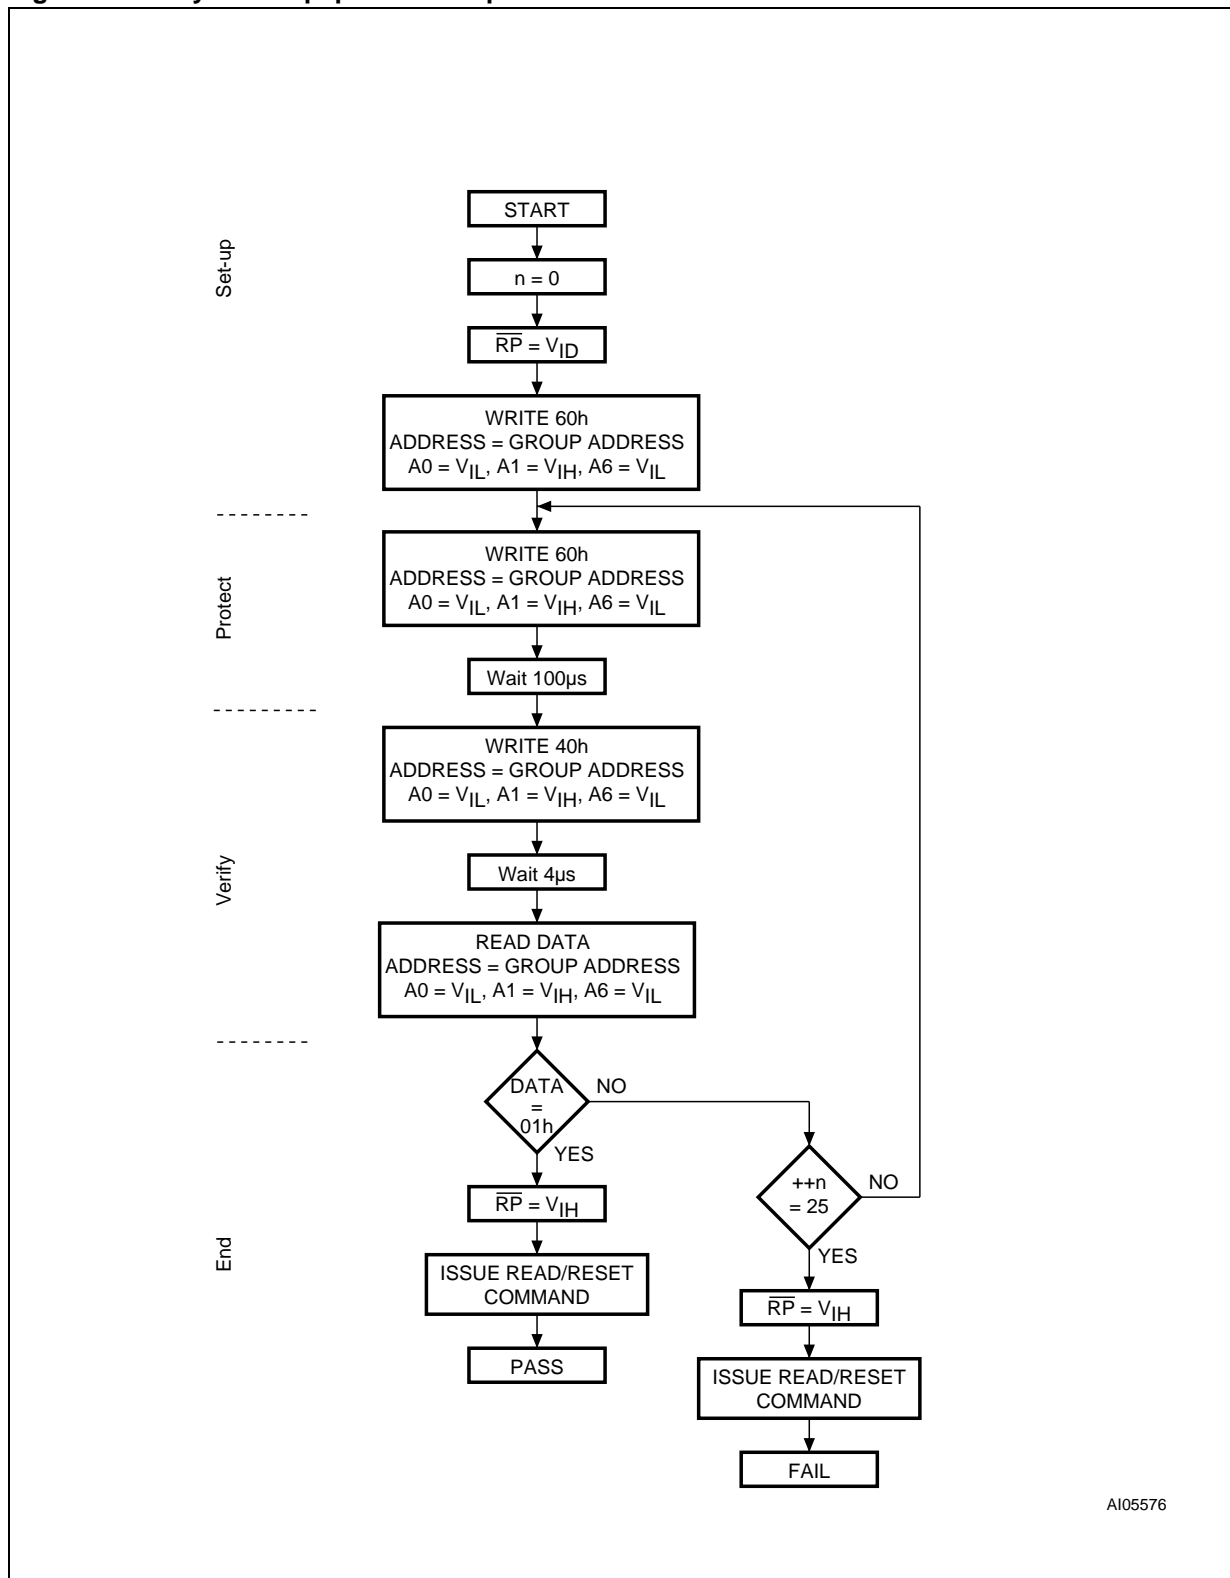 START
n = 0
Set-up
R̅P̅ = VID
WRITE 60h
ADDRESS = GROUP ADDRESS
A0 = VIL, A1 = VIH, A6 = VIL
Protect
WRITE 60h
ADDRESS = GROUP ADDRESS
A0 = VIL, A1 = VIH, A6 = VIL
Wait 100µs
WRITE 40h
ADDRESS = GROUP ADDRESS
A0 = VIL, A1 = VIH, A6 = VIL
Verify
Wait 4µs
READ DATA
ADDRESS = GROUP ADDRESS
A0 = VIL, A1 = VIH, A6 = VIL
DATA
=
01h
NO
YES
++n
= 25
NO
YES
End
R̅P̅ = VIH
ISSUE READ/RESET
COMMAND
PASS
R̅P̅ = VIH
ISSUE READ/RESET
COMMAND
FAIL
AI05576